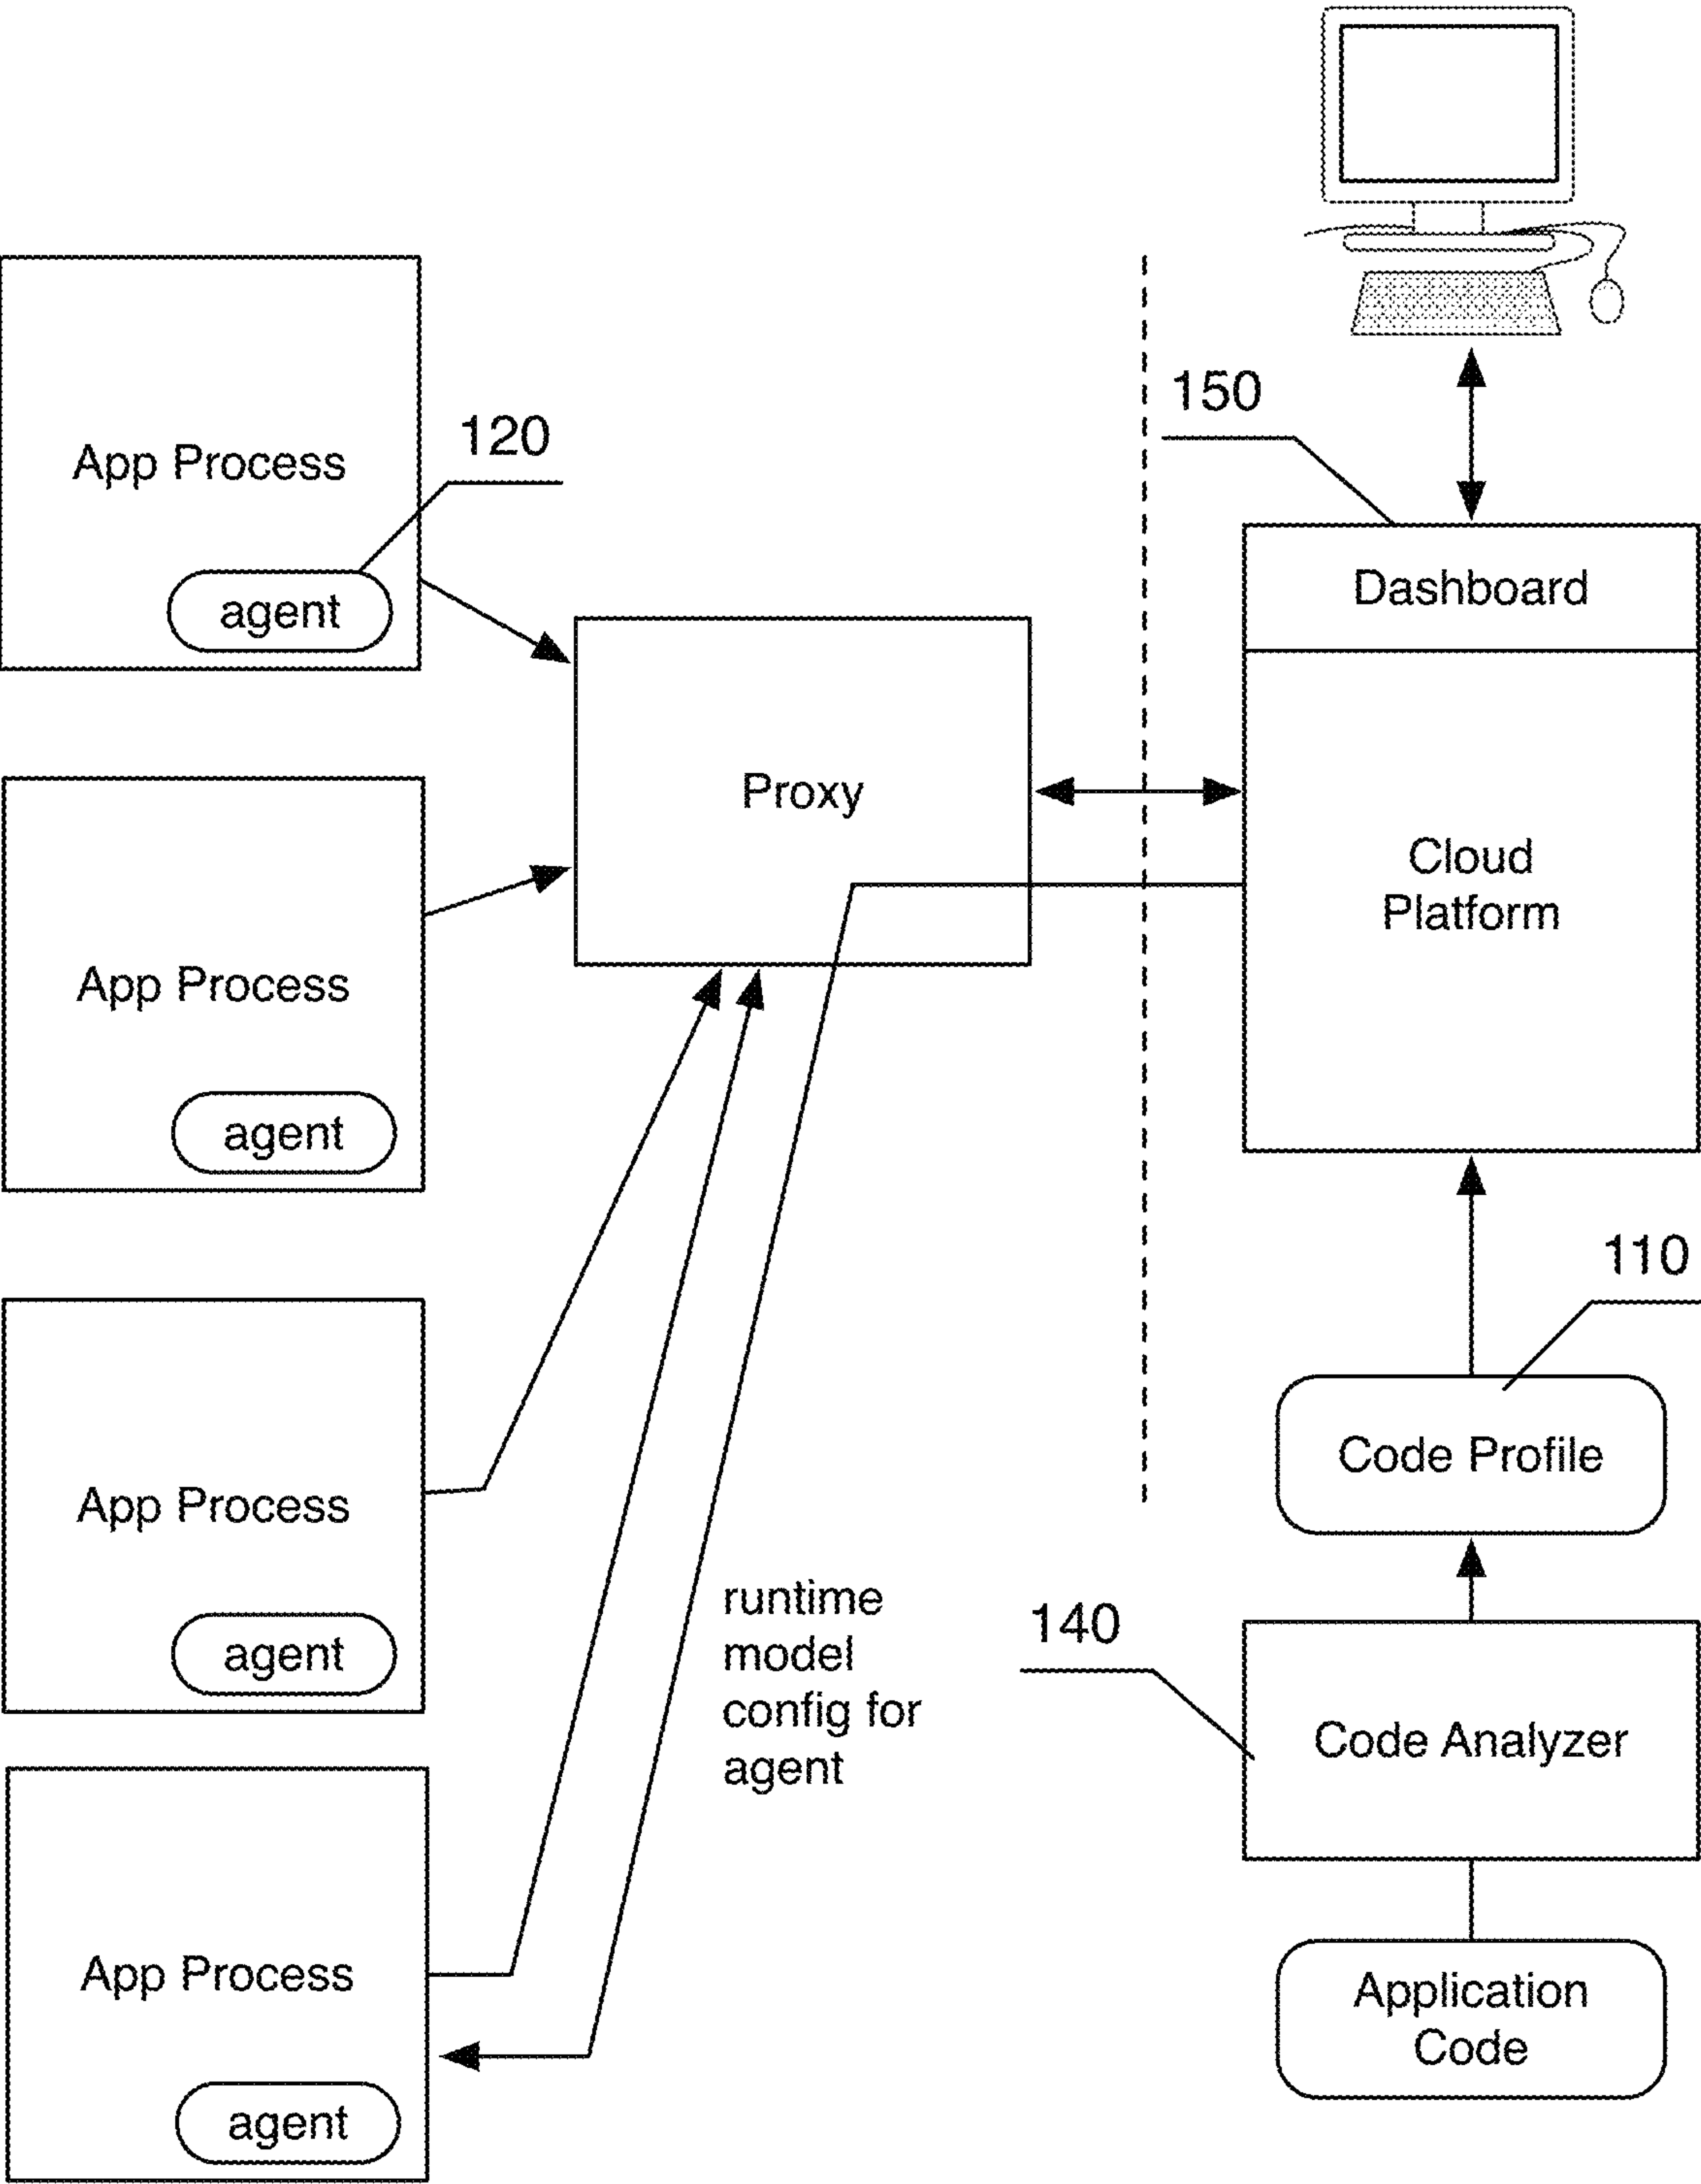 150
120
App Process
agent
Dashboard
Proxy
Cloud
Platform
App Process
agent
110
Code Profile
App Process
agent
runtime
model
config for
agent
140
Code Analyzer
App Process
agent
Application
Code